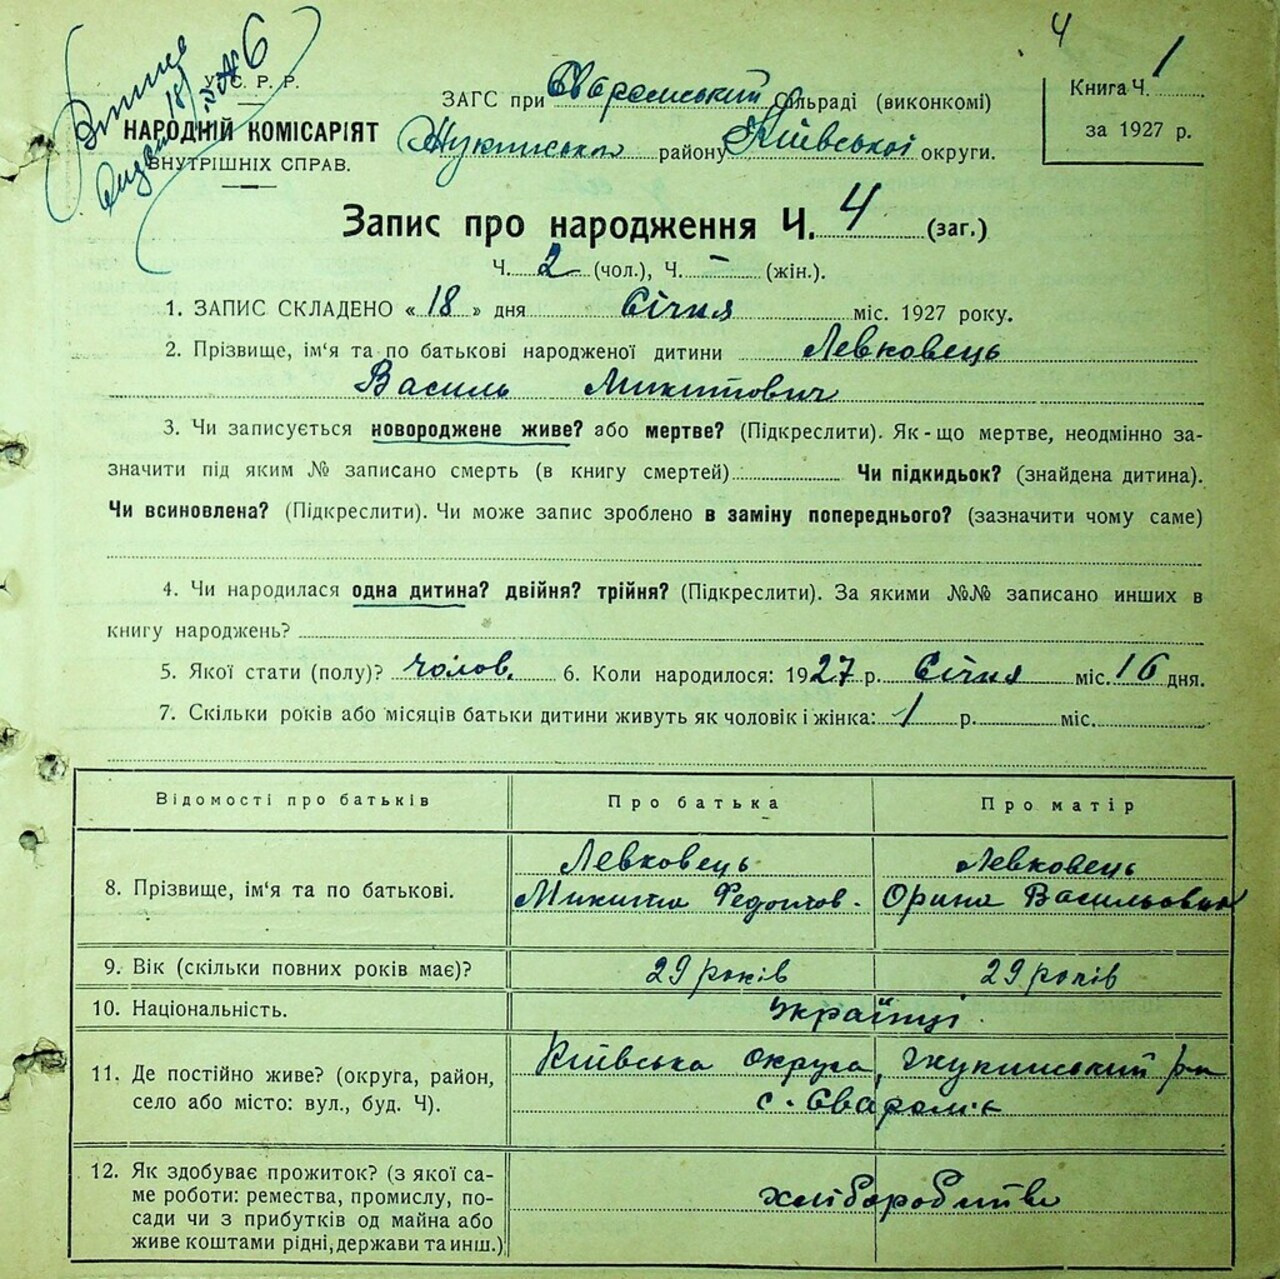 4
У.С.Р.Р.
№ 6
НАРОДНІЙ КОМІСАРІЯТ
ВНУТРІШНІХ СПРАВ.
ЗАГС при Сваромський сільраді (виконкомі)
Жукинського району Київської округи.
Книга Ч. 1
за 1927 р.
Запис про народження Ч. 4 (заг.)
Ч. 2 (чол.), Ч. – (жін.).
1. ЗАПИС СКЛАДЕНО «18» дня Січня міс. 1927 року.
2. Прізвище, ім'я та по батькові народженої дитини Левковець
Василь Микитович
3. Чи записується новороджене живе? або мертве? (Підкреслити). Як-що мертве, неодмінно за-
значити під яким № записано смерть (в книгу смертей) Чи підкидьок? (знайдена дитина).
Чи всиновлена? (Підкреслити). Чи може запис зроблено в заміну попереднього? (зазначити чому саме)
4. Чи народилася одна дитина? двійня? трійня? (Підкреслити). За якими №№ записано инших в
книгу народжень?
5. Якої стати (полу)? чолов. 6. Коли народилося: 1927 р. Січня міс. 16 дня.
7. Скільки років або місяців батьки дитини живуть як чоловік і жінка: 1 р. міс.
Відомості про батьків Про батька Про матір
8. Прізвище, ім'я та по батькові. Левковець Микита Федотов. Левковець Орина Васильовна
9. Вік (скільки повних років має)? 29 років 29 років
10. Національність. Українці.
11. Де постійно живе? (округа, район,
село або місто: вул., буд. Ч).
Київська округа, Жукинський р-н
с. Сваромлє
12. Як здобуває прожиток? (з якої са-
ме роботи: ремества, промислу, по-
сади чи з прибутків од майна або
живе коштами рідні, держави та инш.)
хліборобство